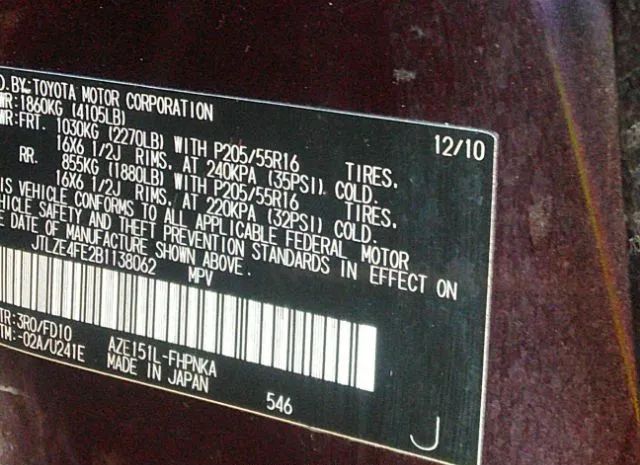 D.BY:TOYOTA MOTOR CORPORATION 12/10
WR:1860KG (4105LB)
WR:FRT. 1030KG (2270LB) WITH P205/55R16 TIRES,
16X6 1/2J RIMS, AT 240KPA (35PSI) COLD.
RR. 855KG (1880LB) WITH P205/55R16 TIRES,
16X6 1/2J RIMS, AT 220KPA (32PSI) COLD.
IS VEHICLE CONFORMS TO ALL APPLICABLE FEDERAL MOTOR
HICLE SAFETY AND THEFT PREVENTION STANDARDS IN EFFECT ON
E DATE OF MANUFACTURE SHOWN ABOVE.
JTLZE4FE2B1138062 MPV
TR:3R0/FD10 AZE151L-FHPNKA
TM:-02A/U241E MADE IN JAPAN
546
J